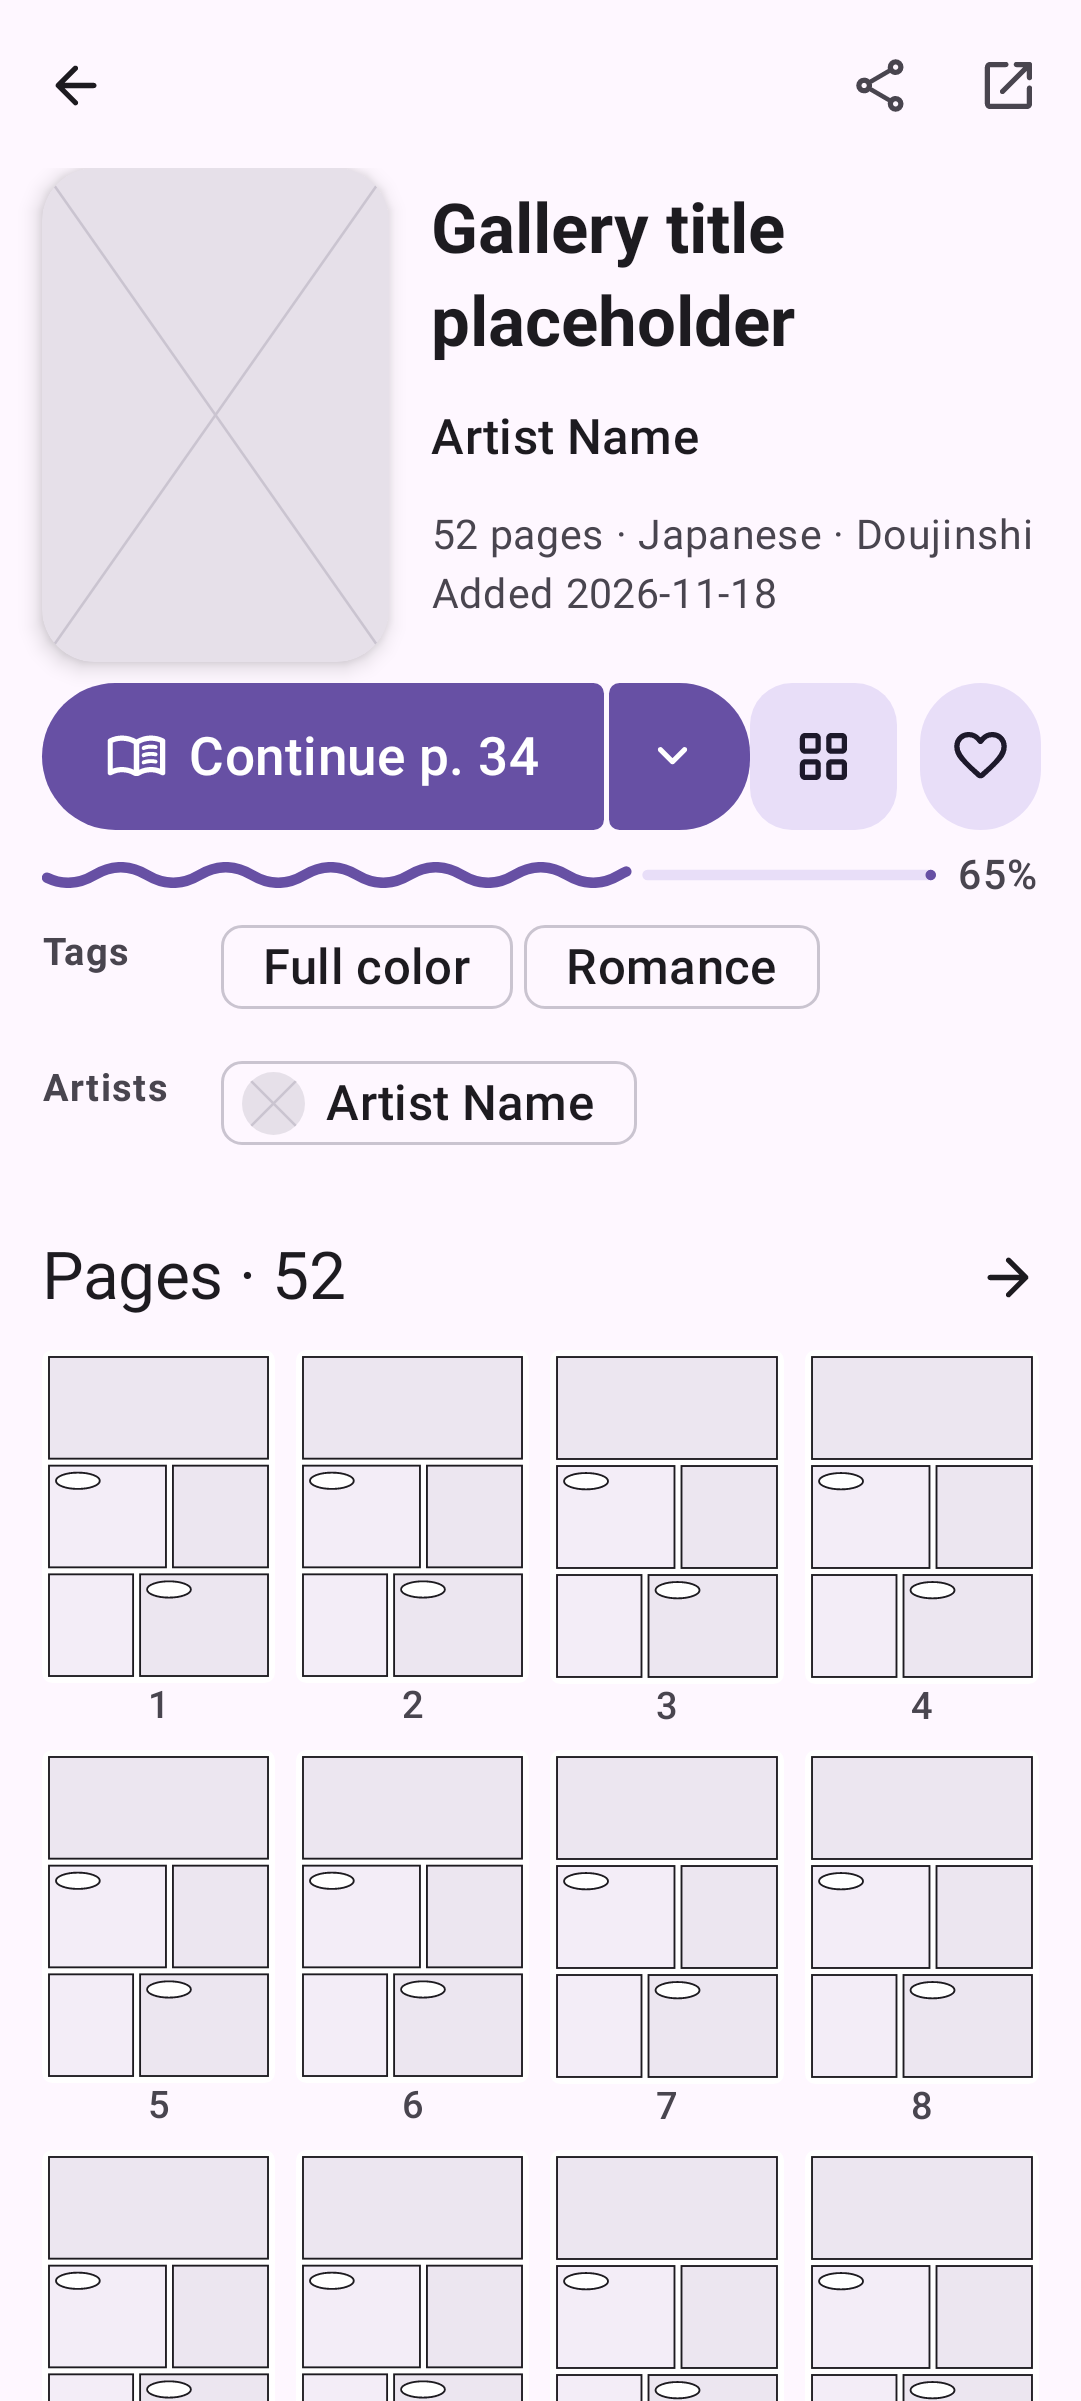 Gallery title
placeholder
Artist Name
52 pages · Japanese · Doujinshi
Added 2026-11-18
Continue p. 34
65%
Tags
Full color
Romance
Artists
Artist Name
Pages · 52
1
2
3
4
5
6
7
8